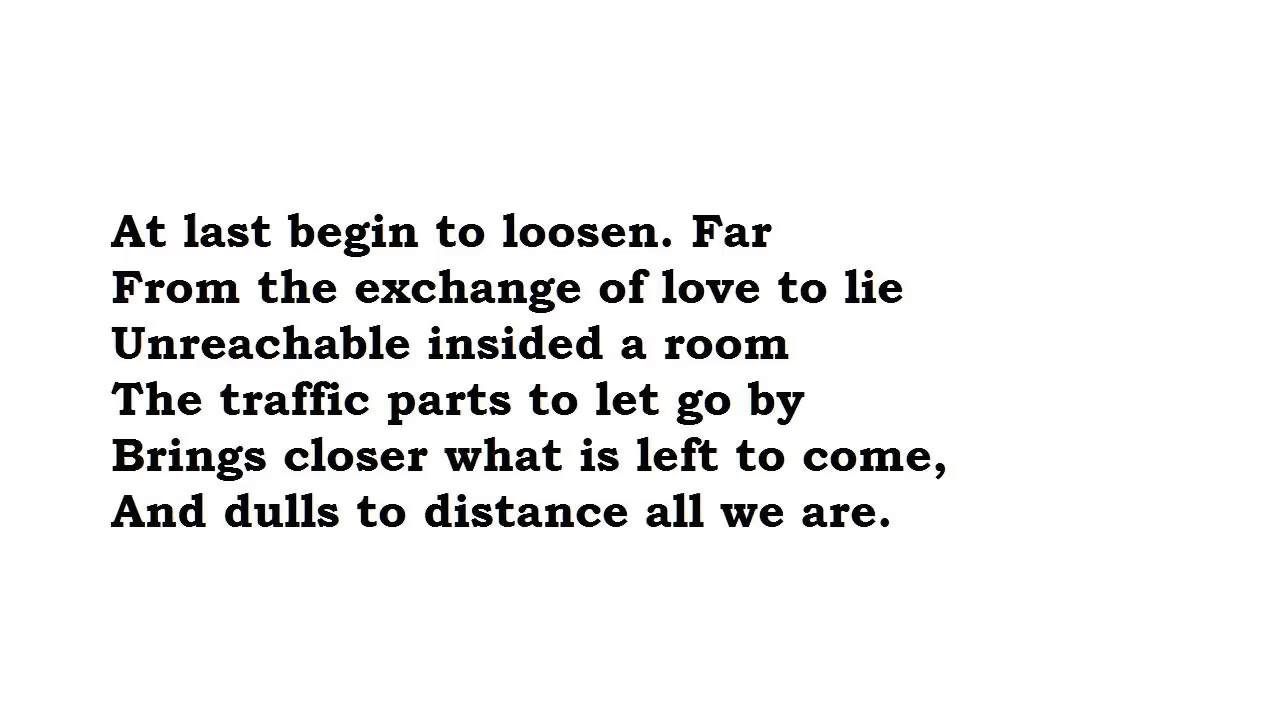 At last begin to loosen. Far
From the exchange of love to lie
Unreachable insided a room
The traffic parts to let go by
Brings closer what is left to come,
And dulls to distance all we are.